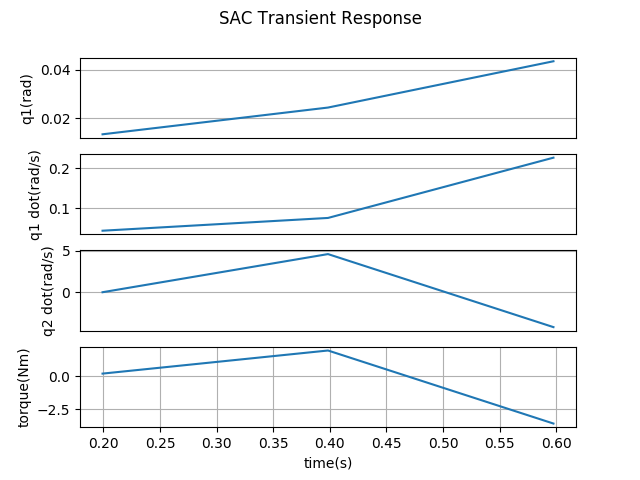 SAC Transient Response
0.04
0.02
q1(rad)
0.2
0.1
q1 dot(rad/s)
5
0
q2 dot(rad/s)
0.0
−2.5
torque(Nm)
0.20 0.25 0.30 0.35 0.40 0.45 0.50 0.55 0.60
time(s)